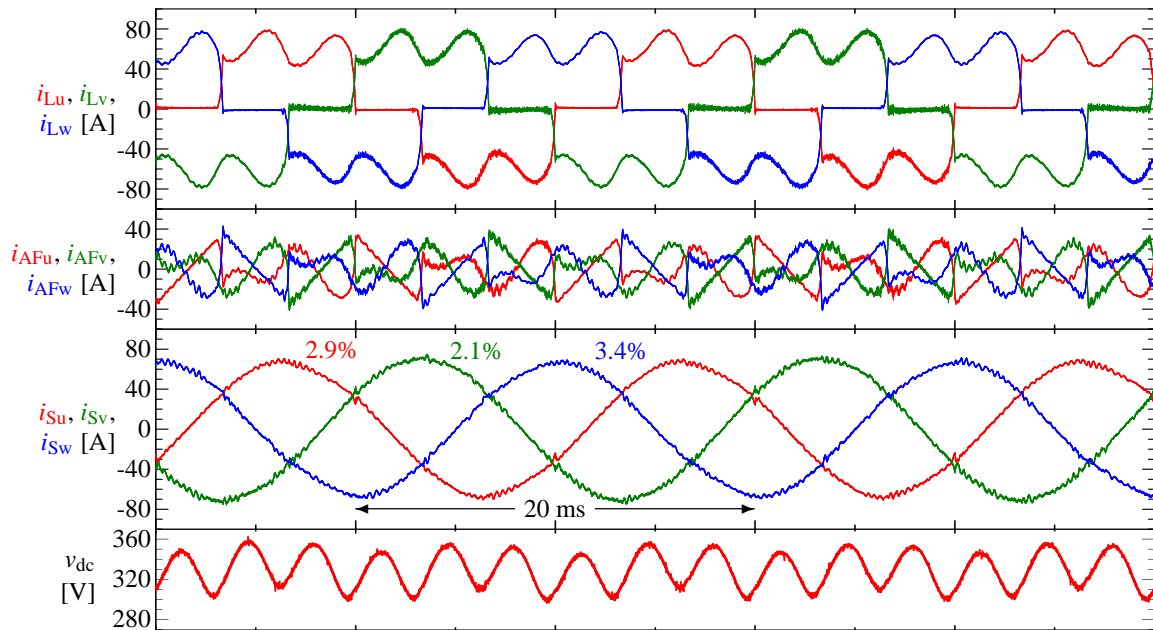 80
40
0
-40
-80
i_Lu, i_Lv,
i_Lw [A]
40
0
-40
i_AFu, i_AFv,
i_AFw [A]
80
40
0
-40
-80
i_Su, i_Sv,
i_Sw [A]
2.9% 2.1% 3.4%
20 ms
360
320
280
v_dc
[V]